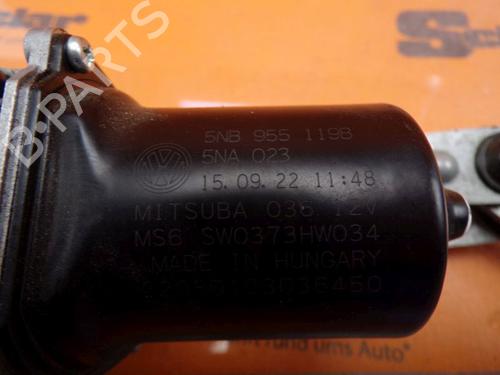 B-PARTS
5NB 955 119B
5NA 023
15.09.22 11:48
MITSUBA 036 12V
MS6 SW0373HW034
MADE IN HUNGARY
rund ums Auto"